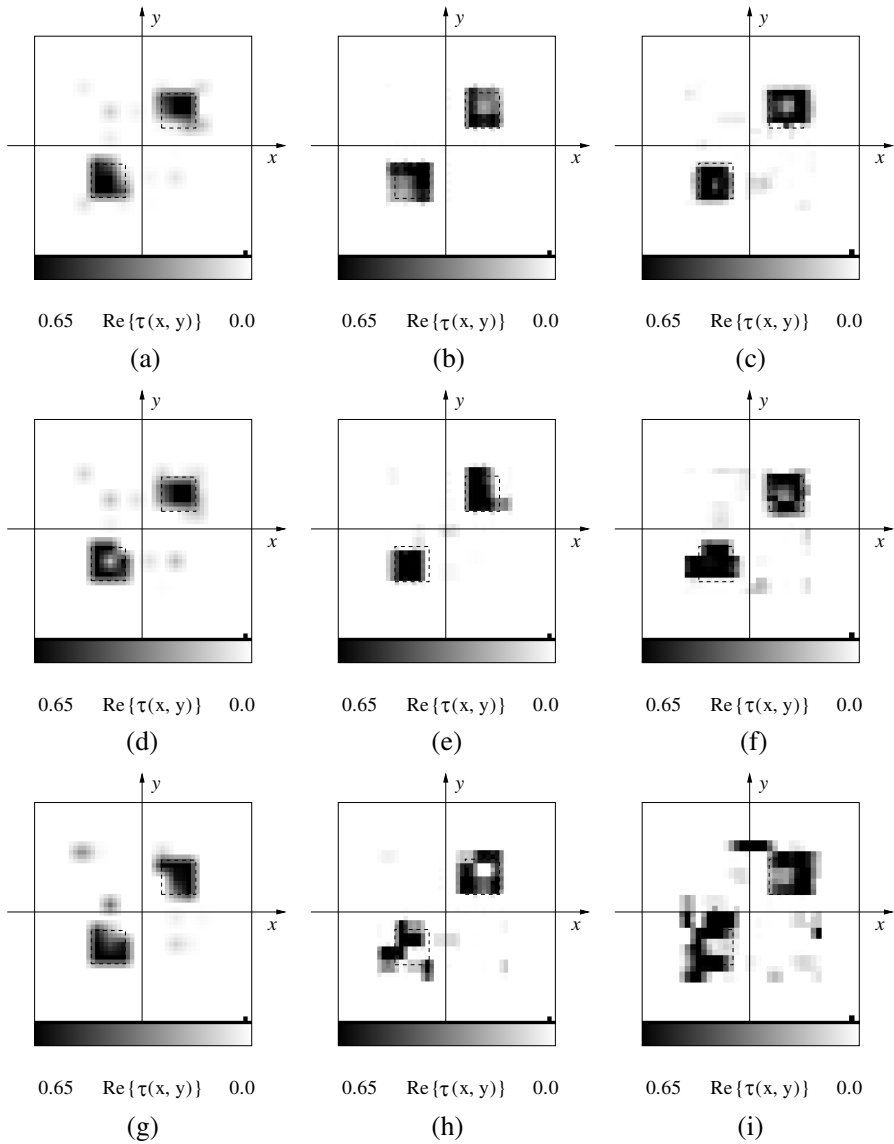 y y y
x x x
0.65 Re{τ(x, y)} 0.0 0.65 Re{τ(x, y)} 0.0 0.65 Re{τ(x, y)} 0.0
(a) (b) (c)
y y y
x x x
0.65 Re{τ(x, y)} 0.0 0.65 Re{τ(x, y)} 0.0 0.65 Re{τ(x, y)} 0.0
(d) (e) (f)
y y y
x x x
0.65 Re{τ(x, y)} 0.0 0.65 Re{τ(x, y)} 0.0 0.65 Re{τ(x, y)} 0.0
(g) (h) (i)